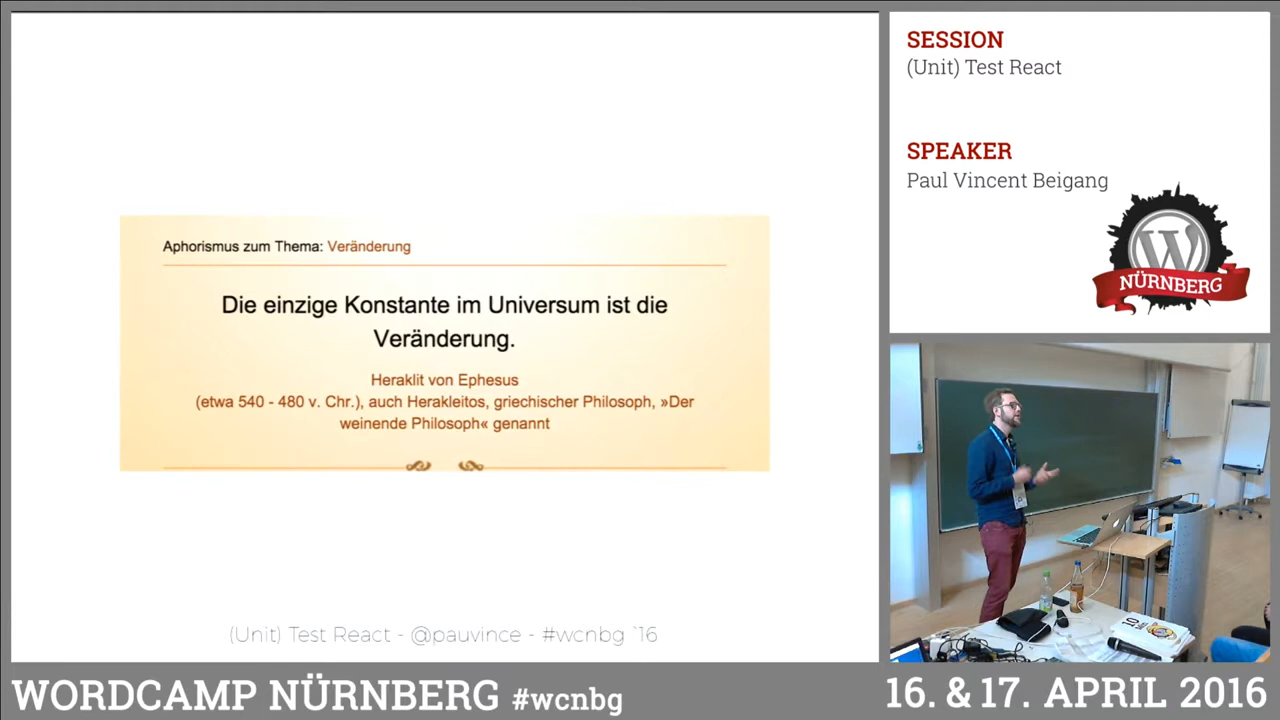 Aphorismus zum Thema: Veränderung
Die einzige Konstante im Universum ist die
Veränderung.
Heraklit von Ephesus
(etwa 540 - 480 v. Chr.), auch Herakleitos, griechischer Philosoph, »Der
weinende Philosoph« genannt
(Unit) Test React - @pauvince - #wcnbg `16
SESSION
(Unit) Test React
SPEAKER
Paul Vincent Beigang
W
NÜRNBERG
WORDCAMP NÜRNBERG #wcnbg
16. & 17. APRIL 2016